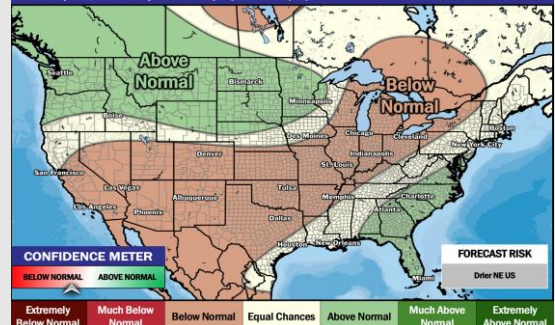 Above
Normal
Below
Normal
Seattle
Boise
Bismarck
Minneapolis
Des Moines
Chicago
Cleveland
Boston
New York City
San Francisco
Denver
St. Louis
Indianapolis
Las Vegas
Los Angeles
Phoenix
Albuquerque
Tulsa
Dallas
Memphis
Charlotte
Atlanta
Houston
New Orleans
Miami
CONFIDENCE METER
BELOW NORMAL ABOVE NORMAL
FORECAST RISK
Drier NE US
Extremely
Below Normal
Much Below
Normal
Below Normal
Equal Chances
Above Normal
Much Above
Normal
Extremely
Above Normal